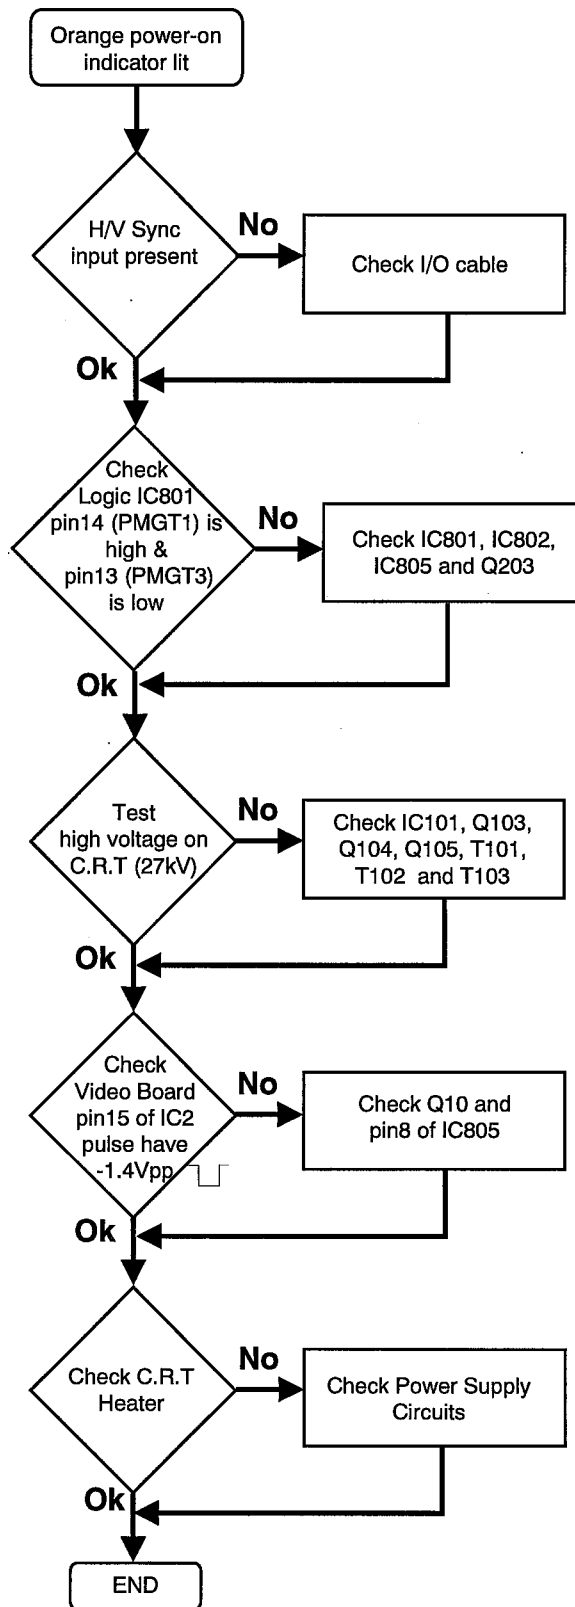 Orange power-on
indicator lit
H/V Sync
input present
No
Check I/O cable
Ok
Check
Logic IC801
pin14 (PMGT1) is
high &
pin13 (PMGT3)
is low
No
Check IC801, IC802,
IC805 and Q203
Ok
Test
high voltage on
C.R.T (27kV)
No
Check IC101, Q103,
Q104, Q105, T101,
T102 and T103
Ok
Check
Video Board
pin15 of IC2
pulse have
-1.4Vpp
No
Check Q10 and
pin8 of IC805
Ok
Check C.R.T
Heater
No
Check Power Supply
Circuits
Ok
END